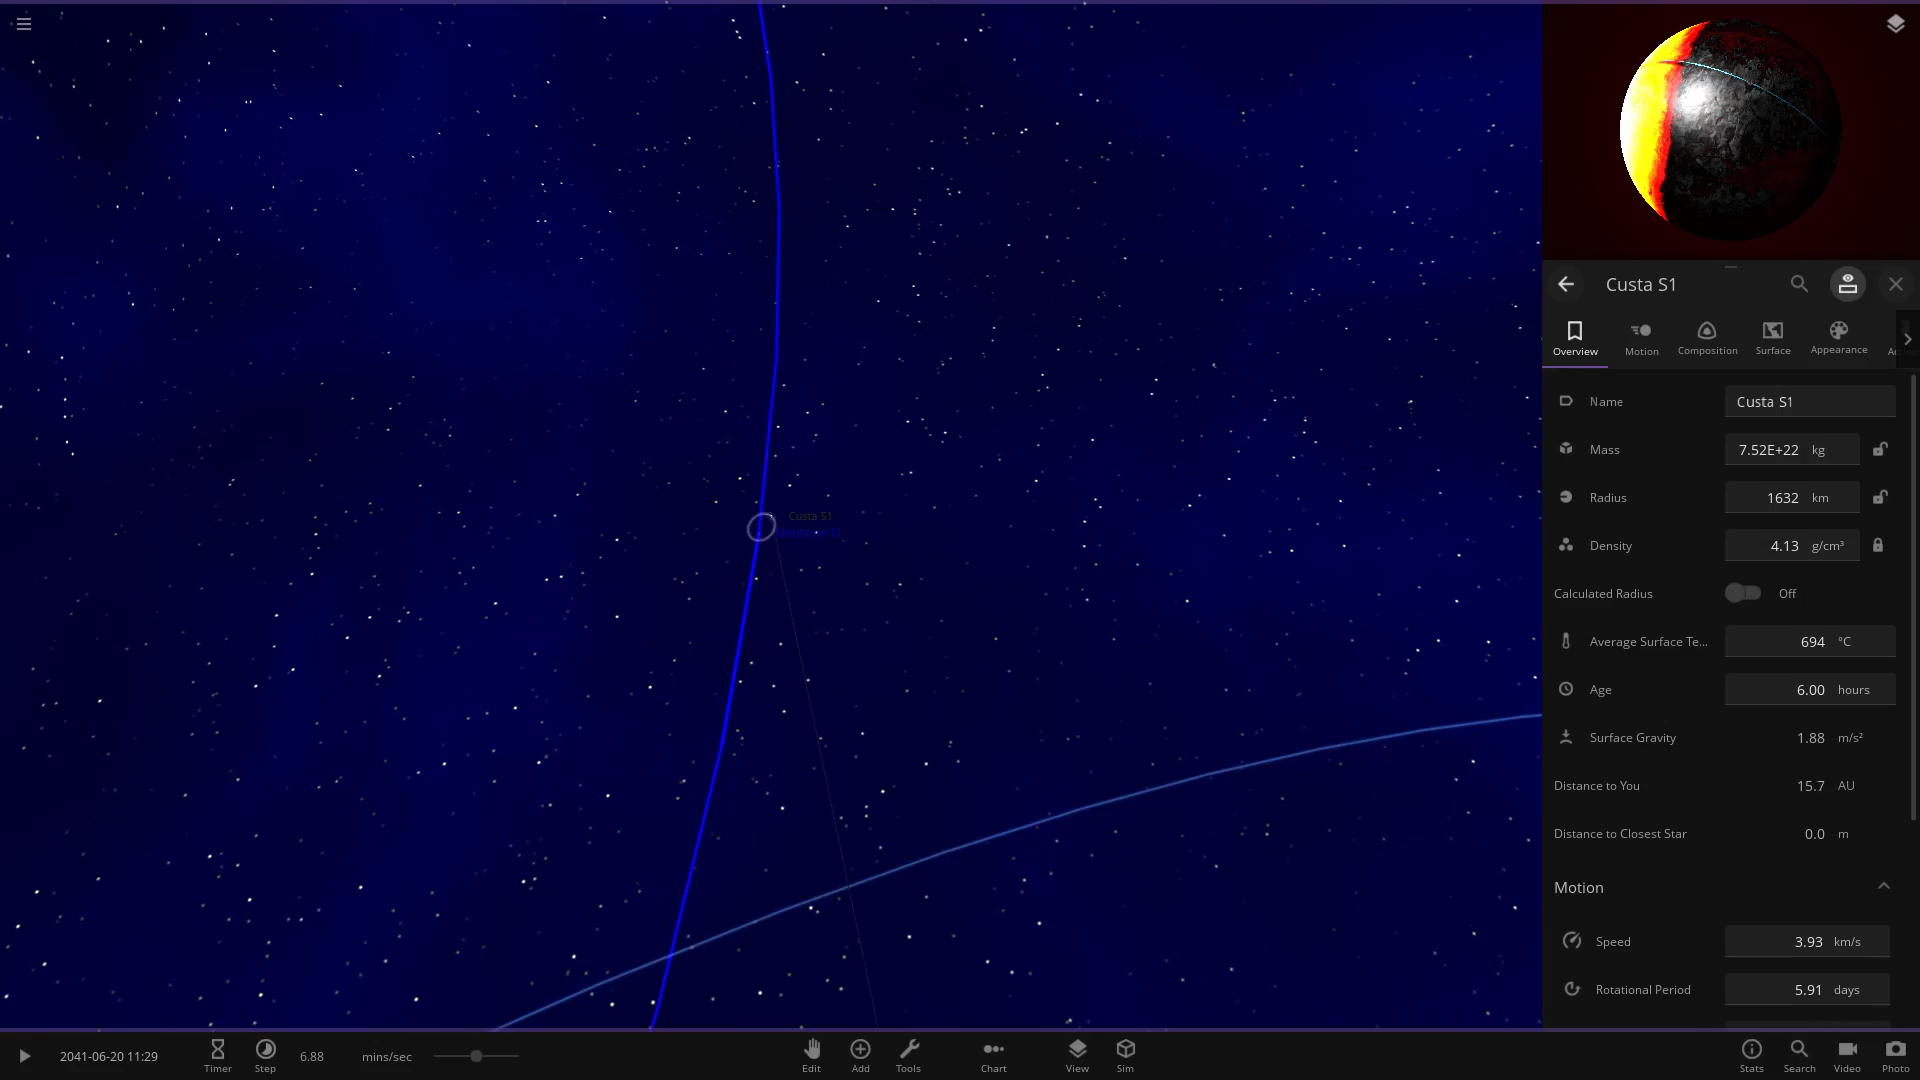 Custa S1
Overview
Motion
Composition
Surface
Appearance
Name
Custa S1
Mass
7.52E+22 kg
Radius
1632 km
Density
4.13 g/cm³
Calculated Radius
Off
Average Surface Te...
694 °C
Age
6.00 hours
Surface Gravity
1.88 m/s²
Distance to You
15.7 AU
Distance to Closest Star
0.0 m
Motion
Speed
3.93 km/s
Rotational Period
5.91 days
Custa S1
2041-06-20 11:29
Timer
Step
6.88 mins/sec
Edit
Add
Tools
Chart
View
Sim
Stats
Search
Video
Photo